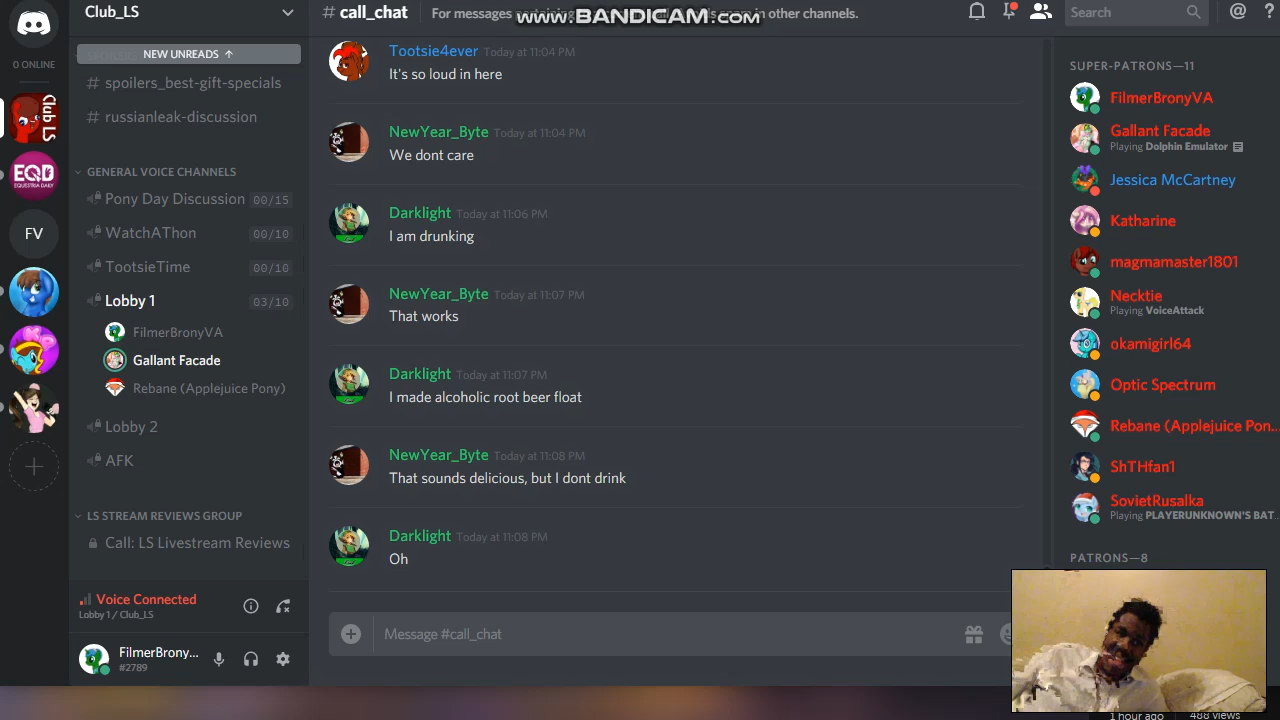 Club_LS
# call_chat
For messages
www.BANDICAM.com
in other channels.
Search
@
?
0 ONLINE
NEW UNREADS ↑
# spoilers_best-gift-specials
# russianleak-discussion
GENERAL VOICE CHANNELS
Pony Day Discussion 00/15
WatchAThon 00/10
TootsieTime 00/10
Lobby 1 03/10
FilmerBronyVA
Gallant Facade
Rebane (Applejuice Pony)
Lobby 2
AFK
LS STREAM REVIEWS GROUP
Call: LS Livestream Reviews
Voice Connected
Lobby 1 / Club_LS
FilmerBrony...
#2789
Club LS
EQD
EQUESTRIA DAILY
FV
Tootsie4ever Today at 11:04 PM
It's so loud in here
NewYear_Byte Today at 11:04 PM
We dont care
Darklight Today at 11:06 PM
I am drunking
NewYear_Byte Today at 11:07 PM
That works
Darklight Today at 11:07 PM
I made alcoholic root beer float
NewYear_Byte Today at 11:08 PM
That sounds delicious, but I dont drink
Darklight Today at 11:08 PM
Oh
Message #call_chat
SUPER-PATRONS—11
FilmerBronyVA
Gallant Facade
Playing Dolphin Emulator
Jessica McCartney
Katharine
magmamaster1801
Necktie
Playing VoiceAttack
okamigirl64
Optic Spectrum
Rebane (Applejuice Pon...
ShTHfan1
SovietRusalka
Playing PLAYERUNKNOWN'S BAT
PATRONS—8
1 hour ago
488 views